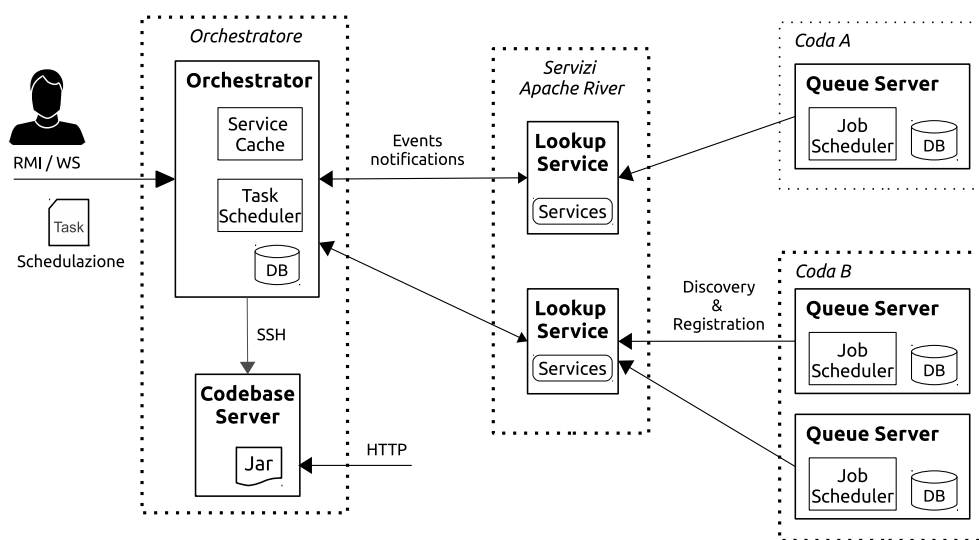 Orchestratore
Orchestrator
Service
Cache
Task
Scheduler
DB
RMI / WS
Task
Schedulazione
SSH
Codebase
Server
Jar
HTTP
Events
notifications
Servizi
Apache River
Lookup
Service
Services
Lookup
Service
Services
Discovery
&
Registration
Coda A
Queue Server
Job
Scheduler
DB
Coda B
Queue Server
Job
Scheduler
DB
Queue Server
Job
Scheduler
DB